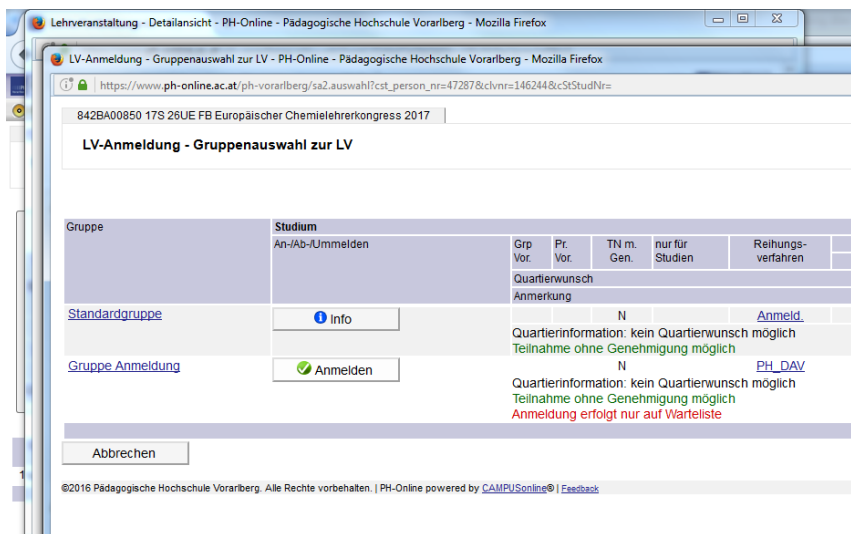 Lehrveranstaltung - Detailansicht - PH-Online - Pädagogische Hochschule Vorarlberg - Mozilla Firefox
LV-Anmeldung - Gruppenauswahl zur LV - PH-Online - Pädagogische Hochschule Vorarlberg - Mozilla Firefox
https://www.ph-online.ac.at/ph-vorarlberg/sa2.auswahl?cst_person_nr=47287&clvnr=146244&cStStudNr=
842BA00850 17S 26UE FB Europäischer Chemielehrerkongress 2017
LV-Anmeldung - Gruppenauswahl zur LV
Gruppe Studium
An-/Ab-/Ummelden Grp Vor. Pr. Vor. TN m. Gen. nur für Studien Reihungs-verfahren
Quartierwunsch
Anmerkung
Standardgruppe Info N Anmeld.
Quartierinformation: kein Quartierwunsch möglich
Teilnahme ohne Genehmigung möglich
Gruppe Anmeldung Anmelden N PH_DAV
Quartierinformation: kein Quartierwunsch möglich
Teilnahme ohne Genehmigung möglich
Anmeldung erfolgt nur auf Warteliste
Abbrechen
1
©2016 Pädagogische Hochschule Vorarlberg. Alle Rechte vorbehalten. | PH-Online powered by CAMPUSonline® | Feedback